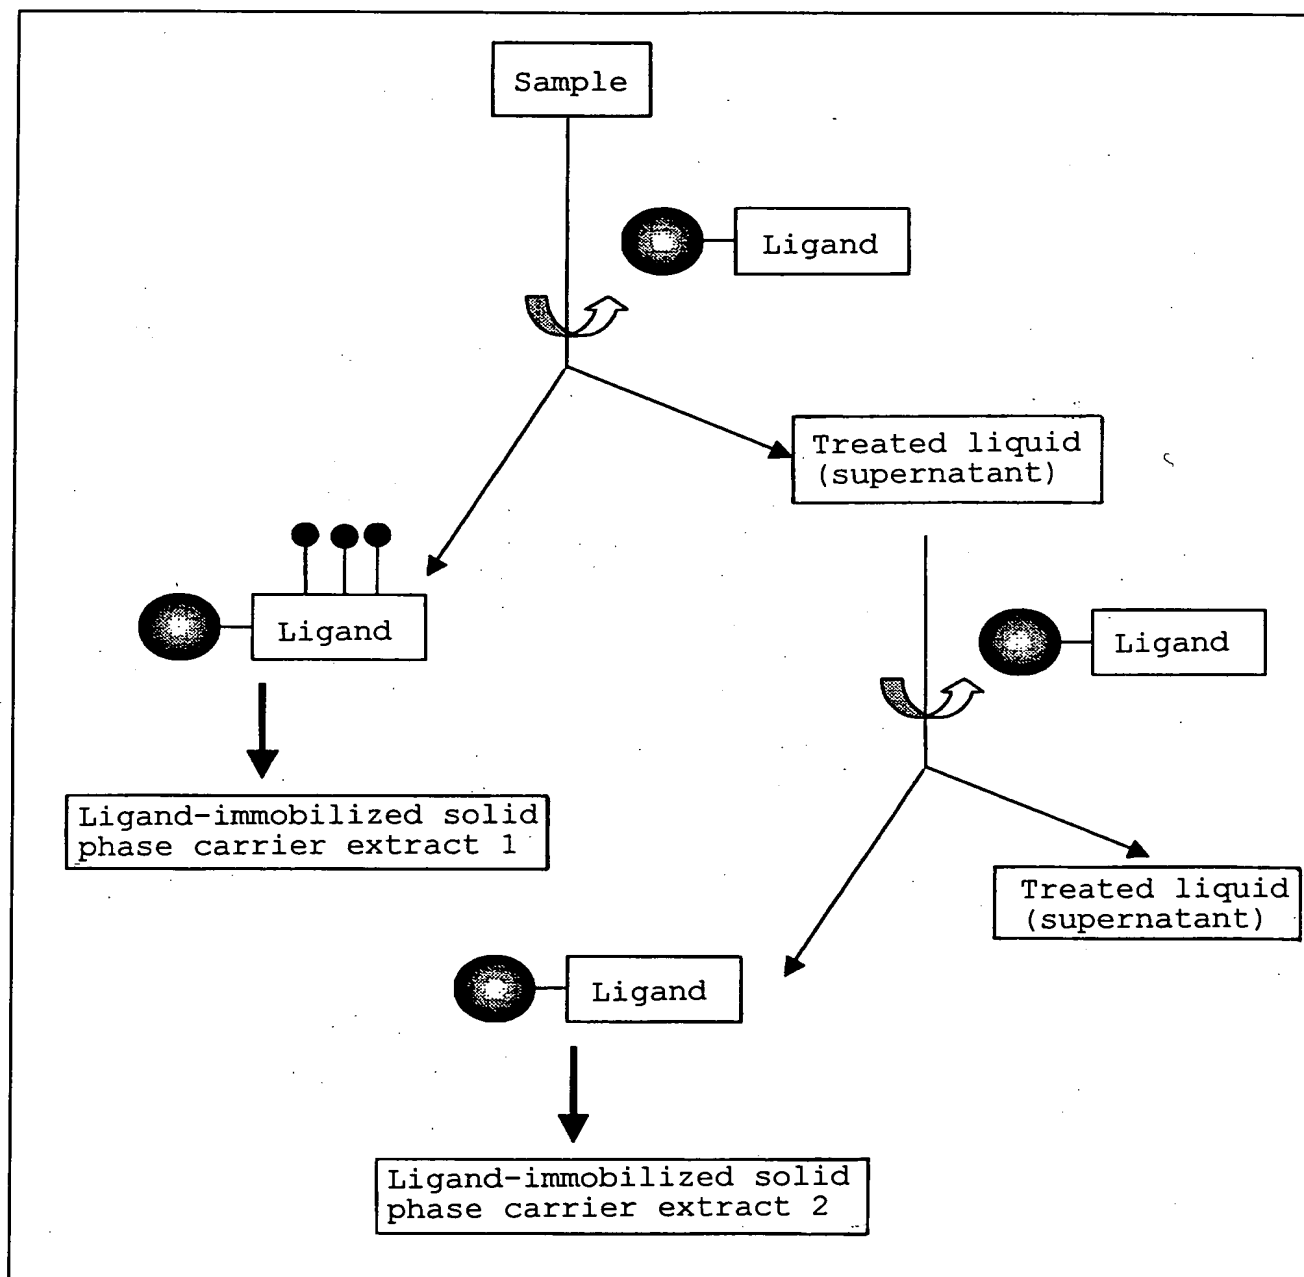 Sample
Ligand
Treated liquid
(supernatant)
Ligand
Ligand
Ligand-immobilized solid
phase carrier extract 1
Treated liquid
(supernatant)
Ligand
Ligand-immobilized solid
phase carrier extract 2